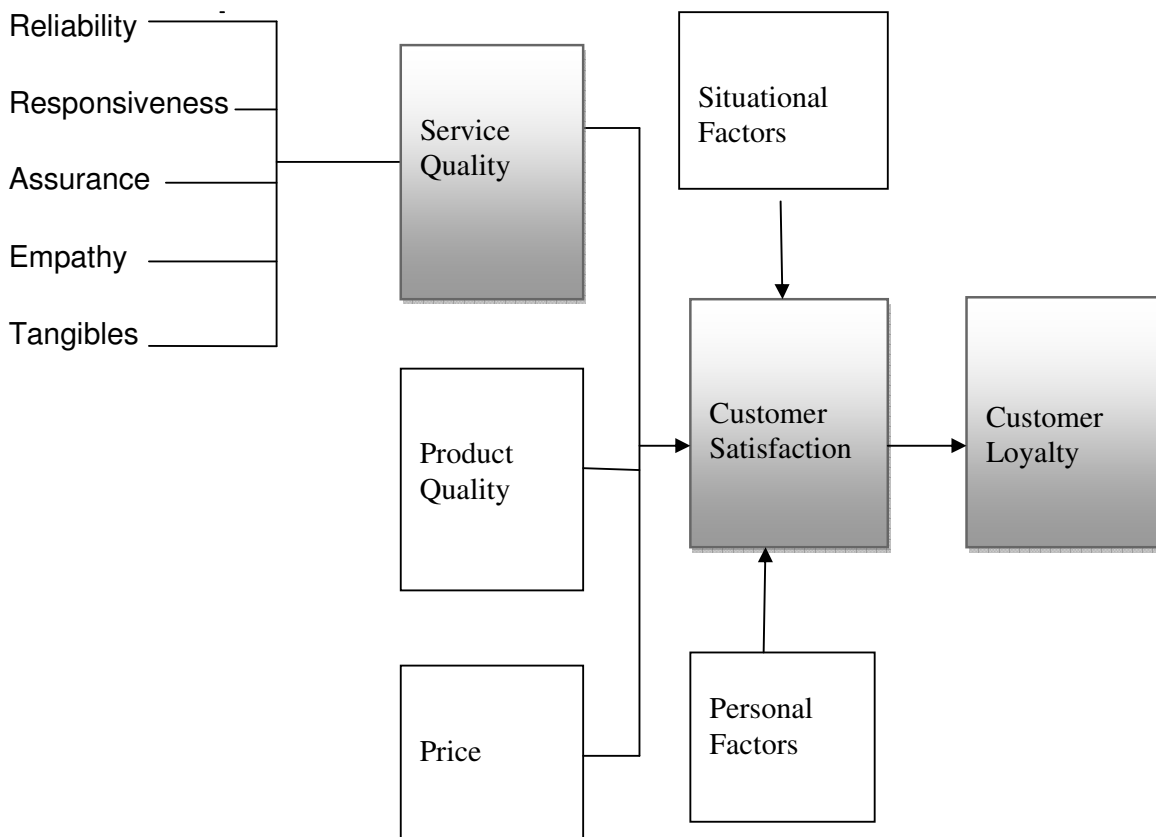 Reliability
Responsiveness
Assurance
Empathy
Tangibles
Service
Quality
Product
Quality
Price
Situational
Factors
Customer
Satisfaction
Personal
Factors
Customer
Loyalty